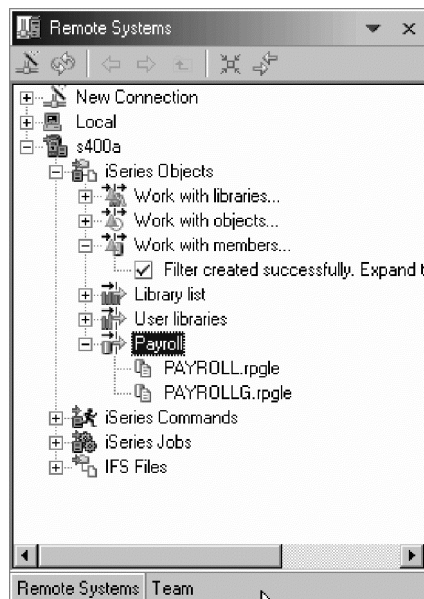 Remote Systems
New Connection
Local
s400a
iSeries Objects
Work with libraries...
Work with objects...
Work with members...
Filter created successfully. Expand t
Library list
User libraries
Payroll
PAYROLL.rpgle
PAYROLLG.rpgle
iSeries Commands
iSeries Jobs
IFS Files
Remote Systems Team